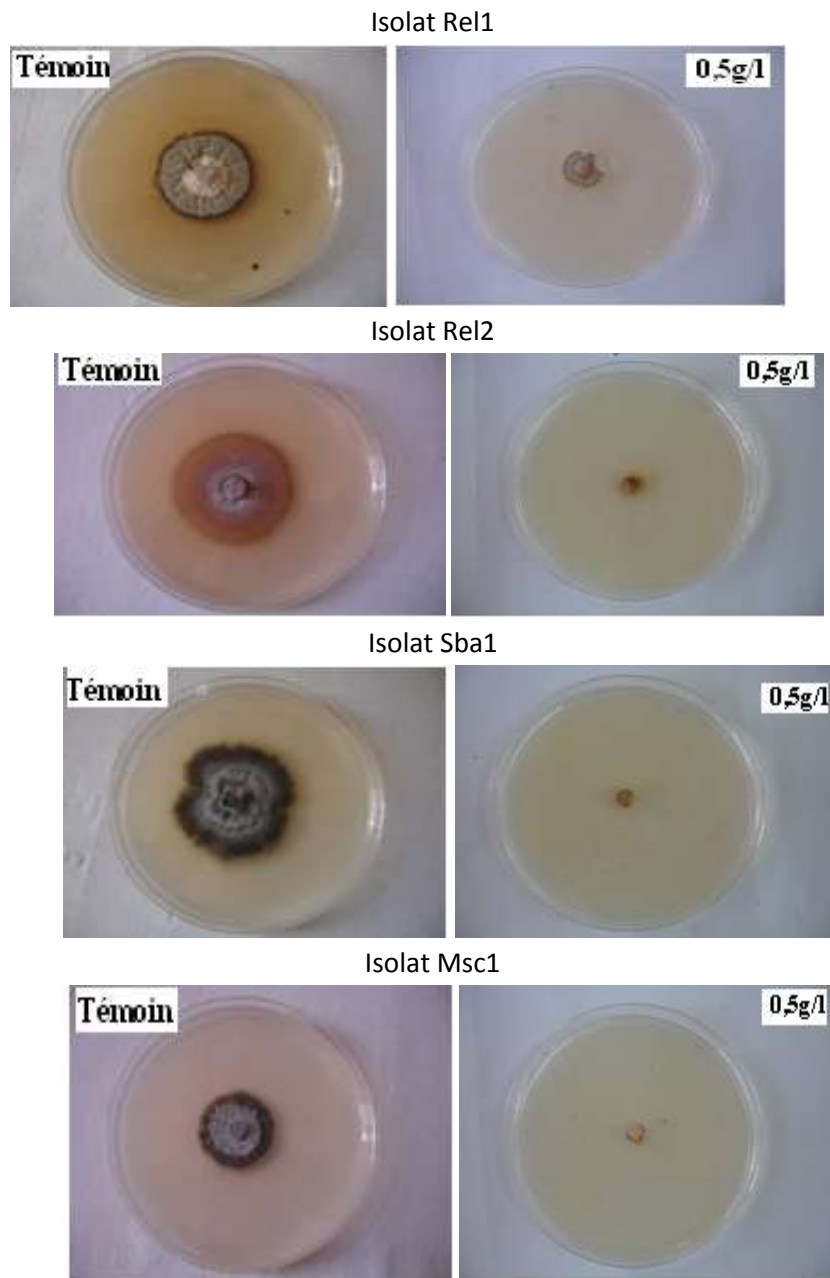 Isolat Rel1
Témoin
0,5g/l
Isolat Rel2
Témoin
0,5g/l
Isolat Sba1
Témoin
0,5g/l
Isolat Msc1
Témoin
0,5g/l